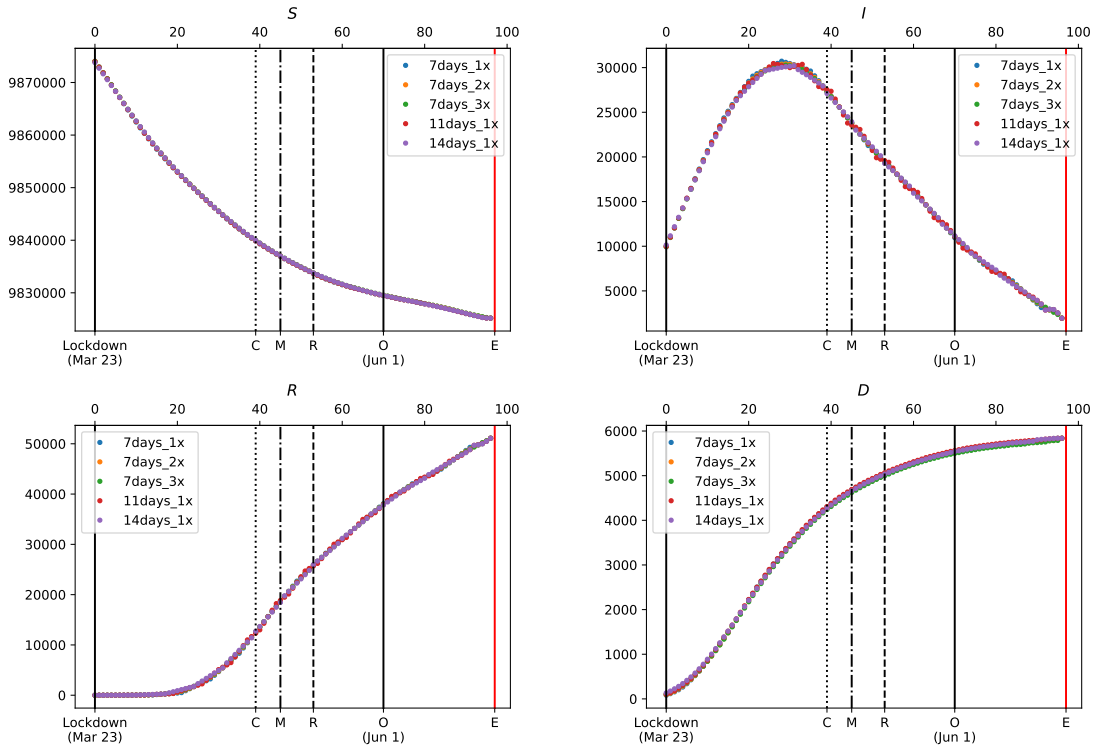 S
0 20 40 60 80 100
9870000
9860000
9850000
9840000
9830000
7days_1x
7days_2x
7days_3x
11days_1x
14days_1x
Lockdown C M R O E
(Mar 23) (Jun 1)
I
0 20 40 60 80 100
30000
25000
20000
15000
10000
5000
7days_1x
7days_2x
7days_3x
11days_1x
14days_1x
Lockdown C M R O E
(Mar 23) (Jun 1)
R
0 20 40 60 80 100
50000
40000
30000
20000
10000
0
7days_1x
7days_2x
7days_3x
11days_1x
14days_1x
Lockdown C M R O E
(Mar 23) (Jun 1)
D
0 20 40 60 80 100
6000
5000
4000
3000
2000
1000
0
7days_1x
7days_2x
7days_3x
11days_1x
14days_1x
Lockdown C M R O E
(Mar 23) (Jun 1)